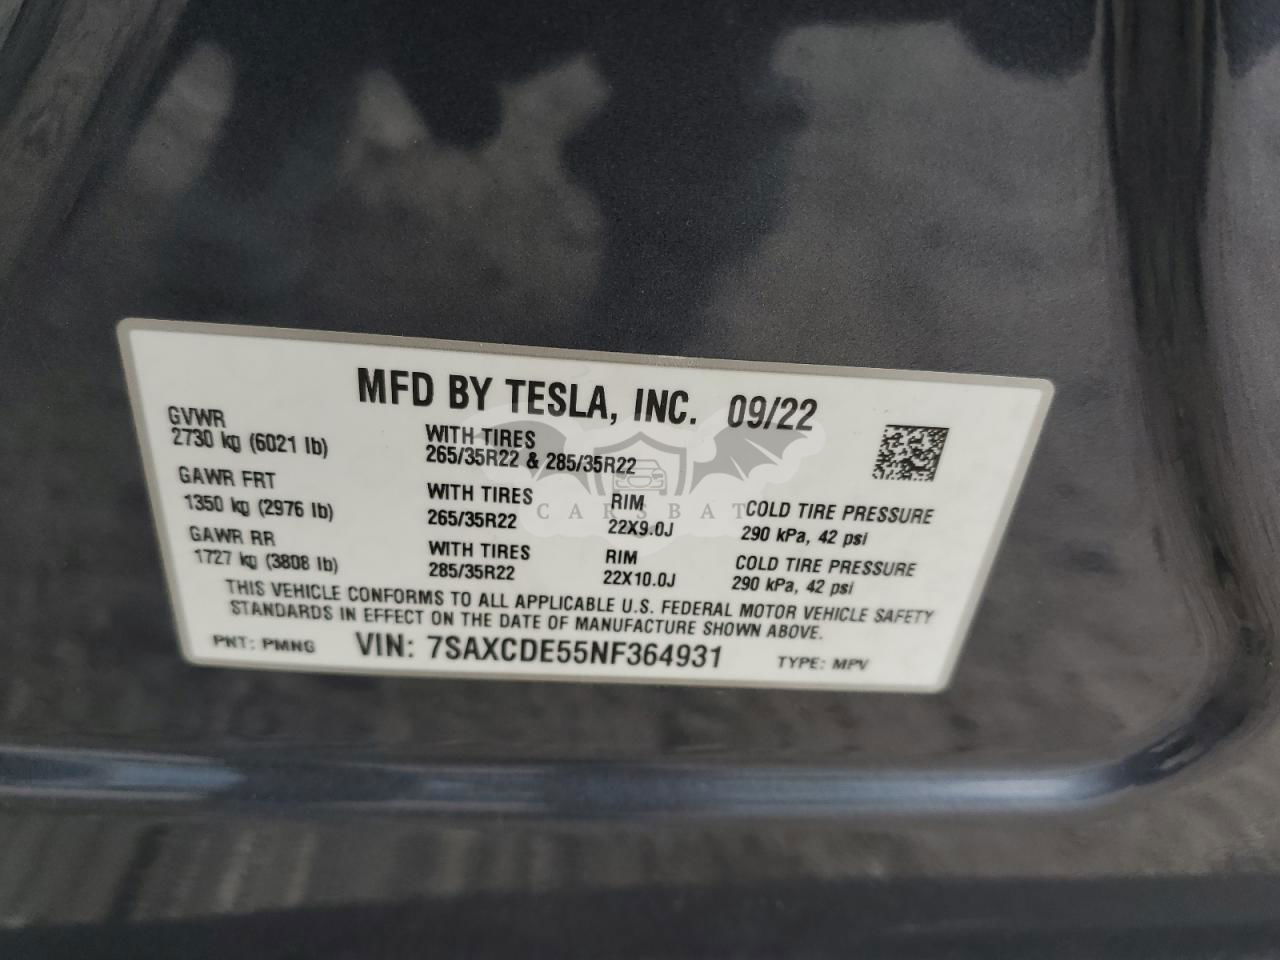 MFD BY TESLA, INC. 09/22
GVWR
2730 kg (6021 lb)
WITH TIRES
265/35R22 & 285/35R22
GAWR FRT
1350 kg (2976 lb)
WITH TIRES
265/35R22
RIM
22X9.0J
COLD TIRE PRESSURE
290 kPa, 42 psi
GAWR RR
1727 kg (3808 lb)
WITH TIRES
285/35R22
RIM
22X10.0J
COLD TIRE PRESSURE
290 kPa, 42 psi
THIS VEHICLE CONFORMS TO ALL APPLICABLE U.S. FEDERAL MOTOR VEHICLE SAFETY
STANDARDS IN EFFECT ON THE DATE OF MANUFACTURE SHOWN ABOVE.
PNT: PMNG VIN: 7SAXCDE55NF364931 TYPE: MPV
CARSBAT